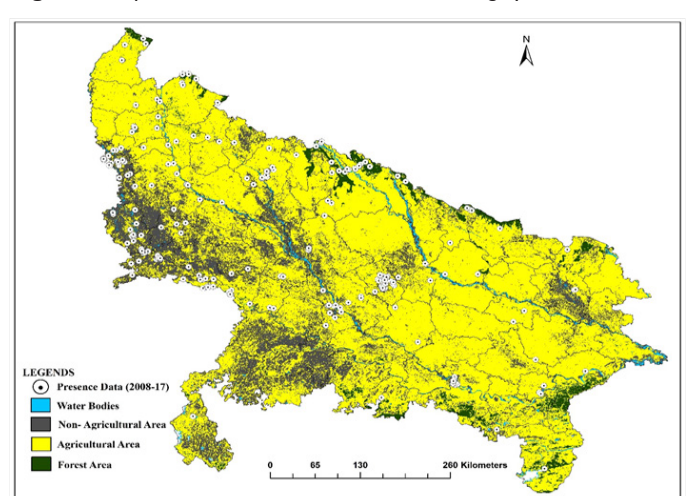 N
LEGENDS
Presence Data (2008-17)
Water Bodies
Non- Agricultural Area
Agricultural Area
Forest Area
0 65 130 260 Kilometers